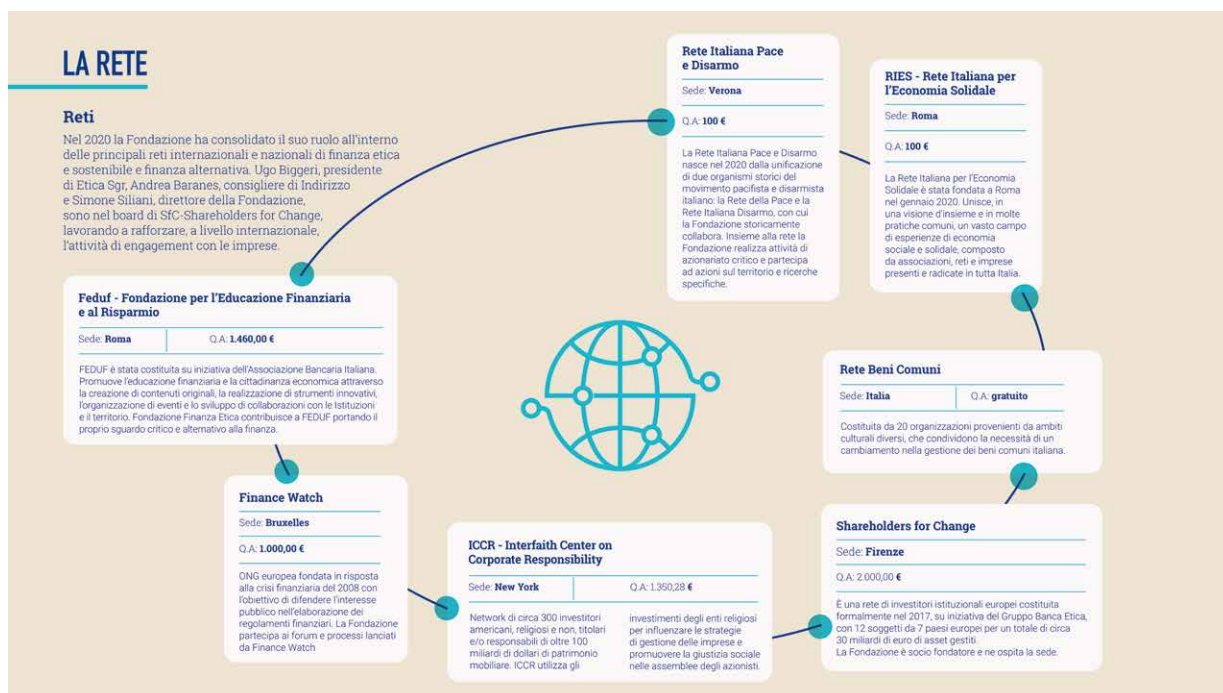 LA RETE
Reti
Nel 2020 la Fondazione ha consolidato il suo ruolo all'interno
delle principali reti internazionali e nazionali di finanza etica
e sostenibile e finanza alternativa. Ugo Biggeri, presidente
di Etica Sgr, Andrea Baranes, consigliere di Indirizzo
e Simone Siliani, direttore della Fondazione,
sono nel board di SfC-Shareholders for Change,
lavorando a rafforzare, a livello internazionale,
l'attività di engagement con le imprese.
Rete Italiana Pace
e Disarmo
Sede: Verona
Q.A: 100 €
La Rete Italiana Pace e Disarmo
nasce nel 2020 dalla unificazione
di due organismi storici del
movimento pacifista e disarmista
italiano: la Rete della Pace e la
Rete Italiana Disarmo, con cui
la Fondazione storicamente
collabora. Insieme alla rete la
Fondazione realizza attività di
azionariato critico e partecipa
ad azioni sul territorio e ricerche
specifiche.
RIES - Rete Italiana per
l'Economia Solidale
Sede: Roma
Q.A: 100 €
La Rete Italiana per l'Economia
Solidale è stata fondata a Roma
nel gennaio 2020. Unisce, in
una visione d'insieme e in molte
pratiche comuni, un vasto campo
di esperienze di economia
sociale e solidale, composto
da associazioni, reti e imprese
presenti e radicate in tutta Italia.
Feduf - Fondazione per l'Educazione Finanziaria
e al Risparmio
Sede: Roma Q.A: 1.460,00 €
FEDUF è stata costituita su iniziativa dell'Associazione Bancaria Italiana.
Promuove l'educazione finanziaria e la cittadinanza economica attraverso
la creazione di contenuti originali, la realizzazione di strumenti innovativi,
l'organizzazione di eventi e lo sviluppo di collaborazioni con le Istituzioni
e il territorio. Fondazione Finanza Etica contribuisce a FEDUF portando il
proprio sguardo critico e alternativo alla finanza.
Rete Beni Comuni
Sede: Italia Q.A: gratuito
Costituita da 20 organizzazioni provenienti da ambiti
culturali diversi, che condividono la necessità di un
cambiamento nella gestione dei beni comuni italiana.
Finance Watch
Sede: Bruxelles
Q.A: 1.000,00 €
ONG europea fondata in risposta
alla crisi finanziaria del 2008 con
l'obiettivo di difendere l'interesse
pubblico nell'elaborazione dei
regolamenti finanziari. La Fondazione
partecipa ai forum e processi lanciati
da Finance Watch
ICCR - Interfaith Center on
Corporate Responsibility
Sede: New York Q.A: 1.350,28 €
Network di circa 300 investitori
americani, religiosi e non, titolari
e/o responsabili di oltre 100
miliardi di dollari di patrimonio
mobiliare. ICCR utilizza gli
investimenti degli enti religiosi
per influenzare le strategie
di gestione delle imprese e
promuovere la giustizia sociale
nelle assemblee degli azionisti.
Shareholders for Change
Sede: Firenze
Q.A: 2.000,00 €
È una rete di investitori istituzionali europei costituita
formalmente nel 2017, su iniziativa del Gruppo Banca Etica,
con 12 soggetti da 7 paesi europei per un totale di circa
30 miliardi di euro di asset gestiti.
La Fondazione è socio fondatore e ne ospita la sede.